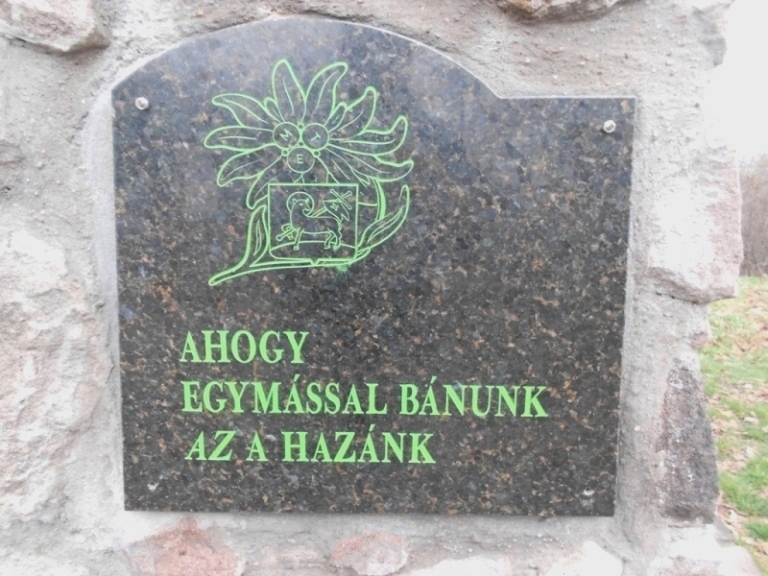 M T
E
AHOGY
EGYMÁSSAL BÁNUNK
AZ A HAZÁNK